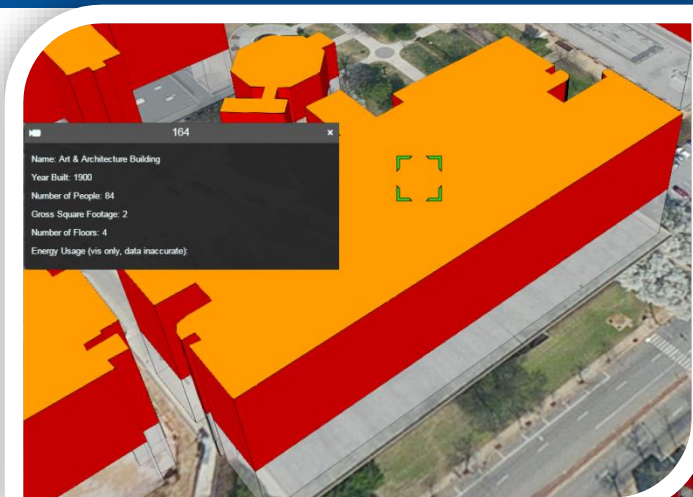 164
Name: Art & Architecture Building
Year Built: 1900
Number of People: 84
Gross Square Footage: 2
Number of Floors: 4
Energy Usage (vis only, data inaccurate):